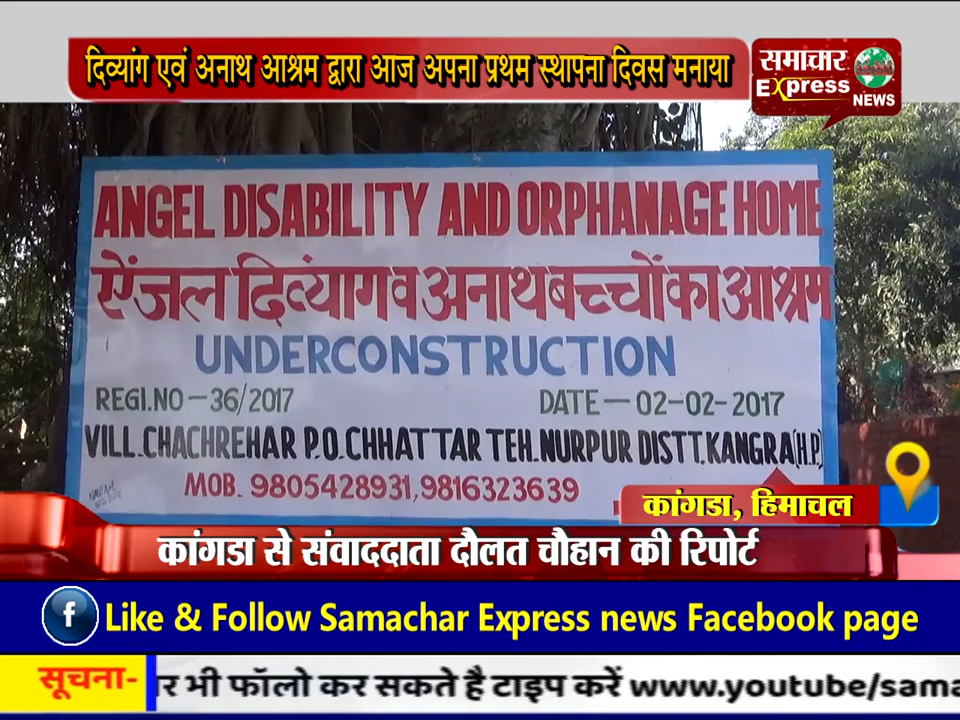 दिव्यांग एवं अनाथ आश्रम द्वारा आज अपना प्रथम स्थापना दिवस मनाया
समाचार
Express
NEWS
ANGEL DISABILITY AND ORPHANAGE HOME
ऐंजल दिव्यांग व अनाथ बच्चों का आश्रम
UNDERCONSTRUCTION
REGI.NO-36/2017 DATE-02-02-2017
VILL.CHACHREHAR P.O.CHHATTAR TEH.NURPUR DISTT.KANGRA(H.P)
MOB. 9805428931,9816323639
कांगडा, हिमाचल
कांगडा से संवाददाता दौलत चौहान की रिपोर्ट
f Like & Follow Samachar Express news Facebook page
सूचना- र भी फॉलो कर सकते है टाइप करें www.youtube/sama